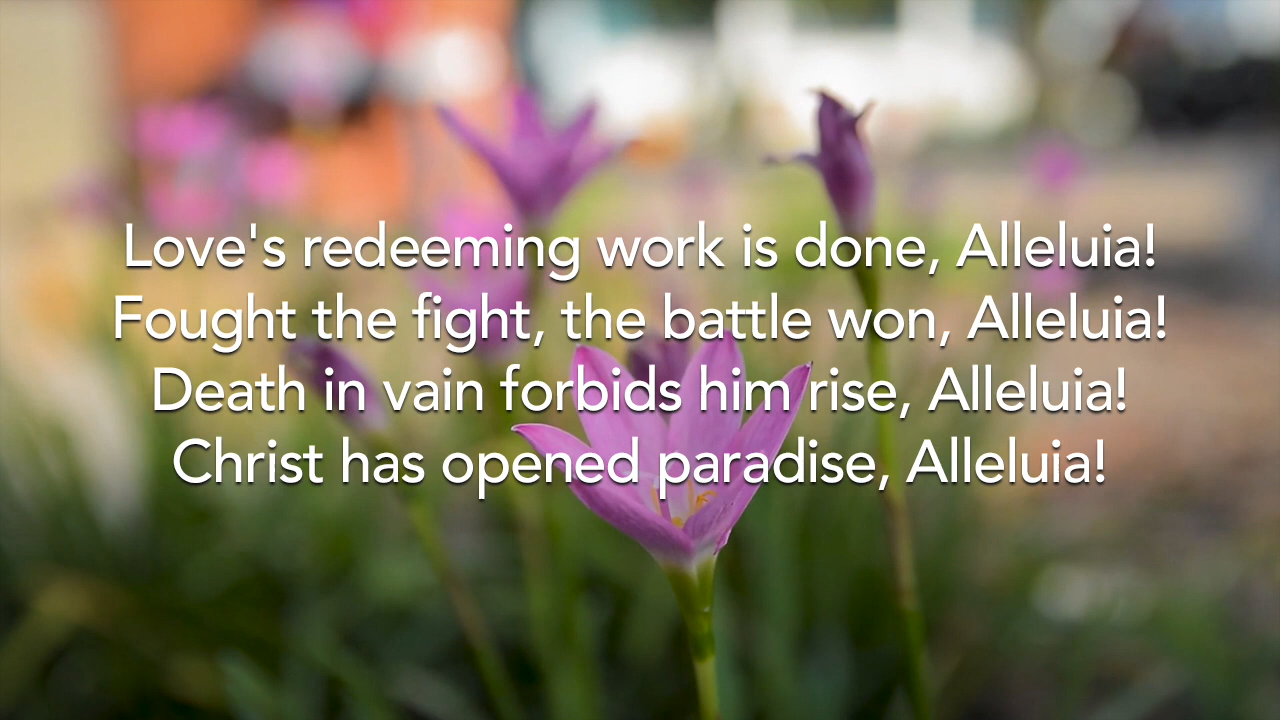 Love's redeeming work is done, Alleluia!
Fought the fight, the battle won, Alleluia!
Death in vain forbids him rise, Alleluia!
Christ has opened paradise, Alleluia!